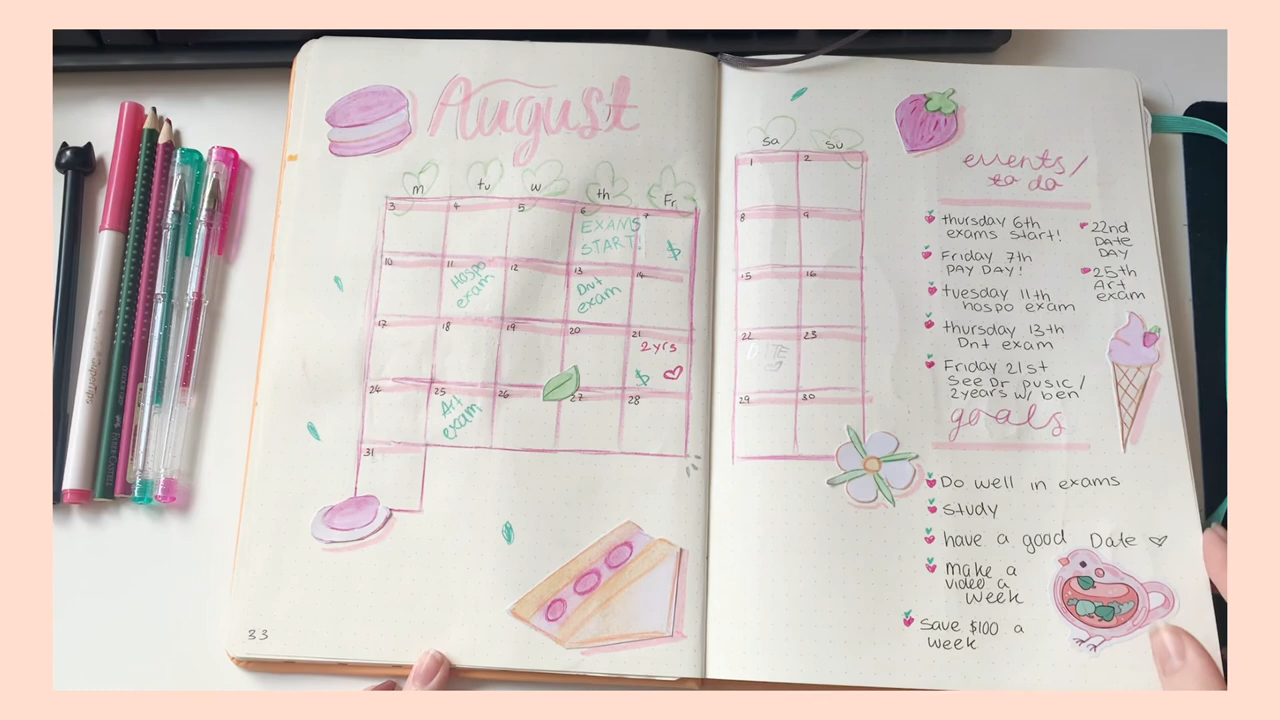 August
m tu w th Fr
3 4 5 6 7
EXAMS
START!
$
10 11 12 13 14
Hospo
exam
Dnt
exam
17 18 19 20 21
2yrs
$
24 25 26 27 28
Art
exam
31
33
Sa Su
1 2
8 9
15 16
22 23
DATE
29 30
events/
to do
thursday 6th
exams start!
Friday 7th
PAY DAY!
tuesday 11th
hospo exam
thursday 13th
Dnt exam
Friday 21st
See Dr pusic/
2years w/ ben
22nd
DATE
DAY
25th
Art
exam
goals
Do well in exams
study
have a good Date
make a
video a
week
Save $100 a
week